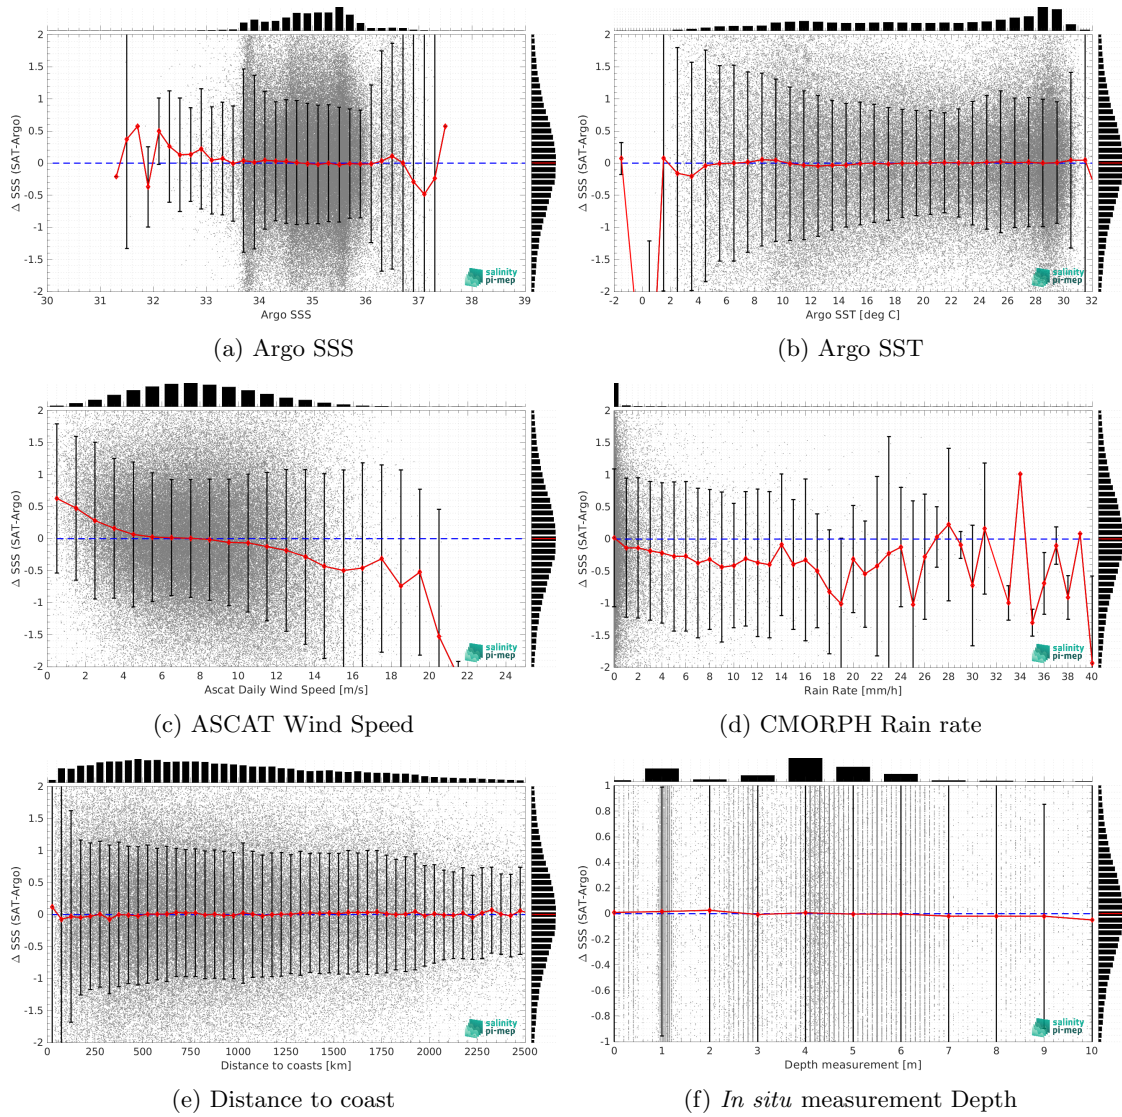 2
1.5
1
0.5
0
-0.5
-1
-1.5
-2
Δ SSS (SAT-Argo)
30 31 32 33 34 35 36 37 38 39
Argo SSS
salinity
pi-mep
(a) Argo SSS
2
1.5
1
0.5
0
-0.5
-1
-1.5
-2
Δ SSS (SAT-Argo)
-2 0 2 4 6 8 10 12 14 16 18 20 22 24 26 28 30 32
Argo SST [deg C]
salinity
pi-mep
(b) Argo SST
2
1.5
1
0.5
0
-0.5
-1
-1.5
-2
Δ SSS (SAT-Argo)
0 2 4 6 8 10 12 14 16 18 20 22 24
Ascat Daily Wind Speed [m/s]
salinity
pi-mep
(c) ASCAT Wind Speed
2
1.5
1
0.5
0
-0.5
-1
-1.5
-2
Δ SSS (SAT-Argo)
0 2 4 6 8 10 12 14 16 18 20 22 24 26 28 30 32 34 36 38 40
Rain Rate [mm/h]
salinity
pi-mep
(d) CMORPH Rain rate
2
1.5
1
0.5
0
-0.5
-1
-1.5
-2
Δ SSS (SAT-Argo)
0 250 500 750 1000 1250 1500 1750 2000 2250 2500
Distance to coasts [km]
salinity
pi-mep
(e) Distance to coast
1
0.8
0.6
0.4
0.2
0
-0.2
-0.4
-0.6
-0.8
-1
Δ SSS (SAT-Argo)
0 1 2 3 4 5 6 7 8 9 10
Depth measurement [m]
salinity
pi-mep
(f) In situ measurement Depth